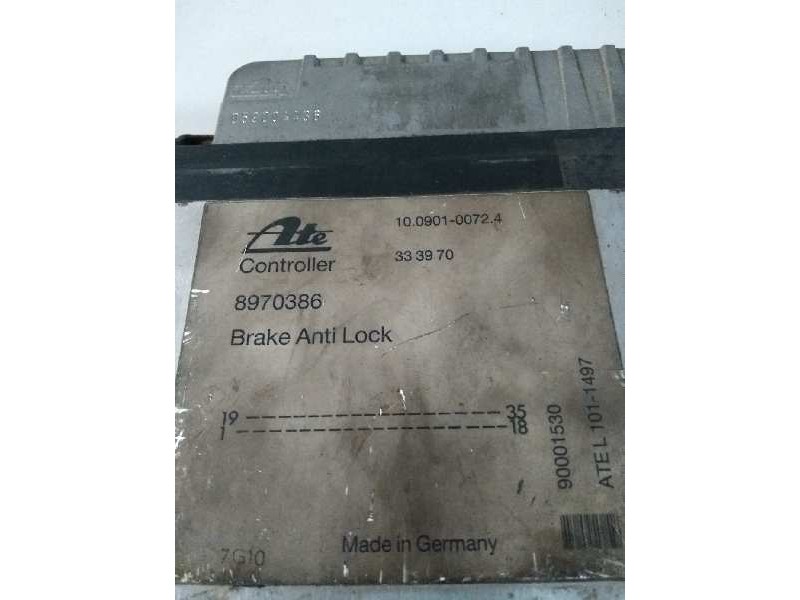 Ate
10.0901-0072.4
Controller
33 39 70
8970386
Brake Anti Lock
19 ---------------- 35
1 ---------------- 18
90001530
ATE L 101-1497
7G10
Made in Germany